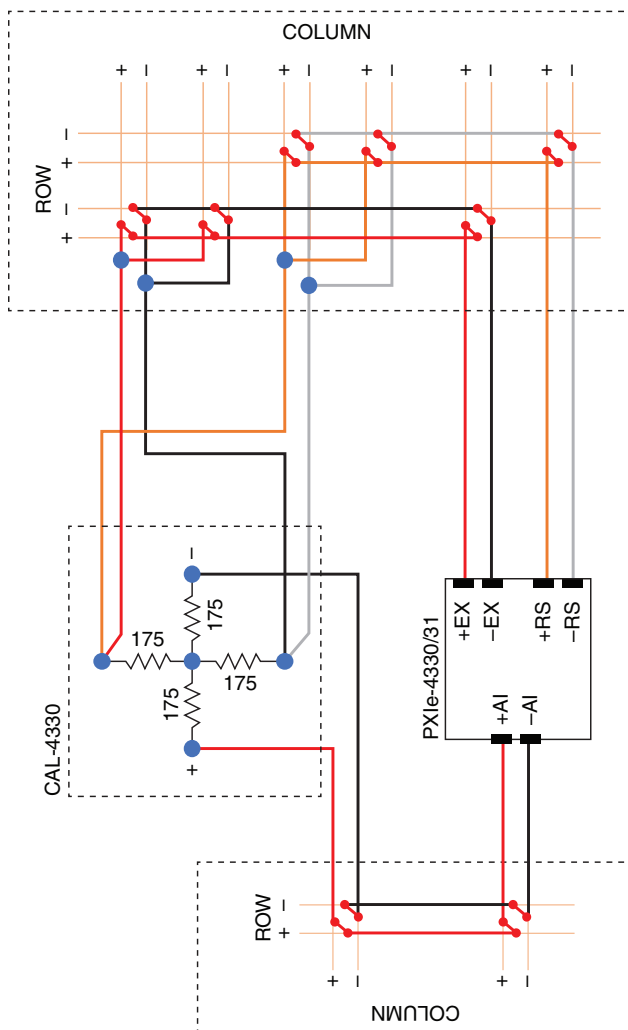 COLUMN
+ – + – + – + – + – + –
–
+
ROW
–
+
–
175
175
175
175
+
CAL-4330
+EX
–EX
+RS
–RS
PXIe-4330/31
+AI
–AI
ROW
–
+
+ – + –
COLUMN